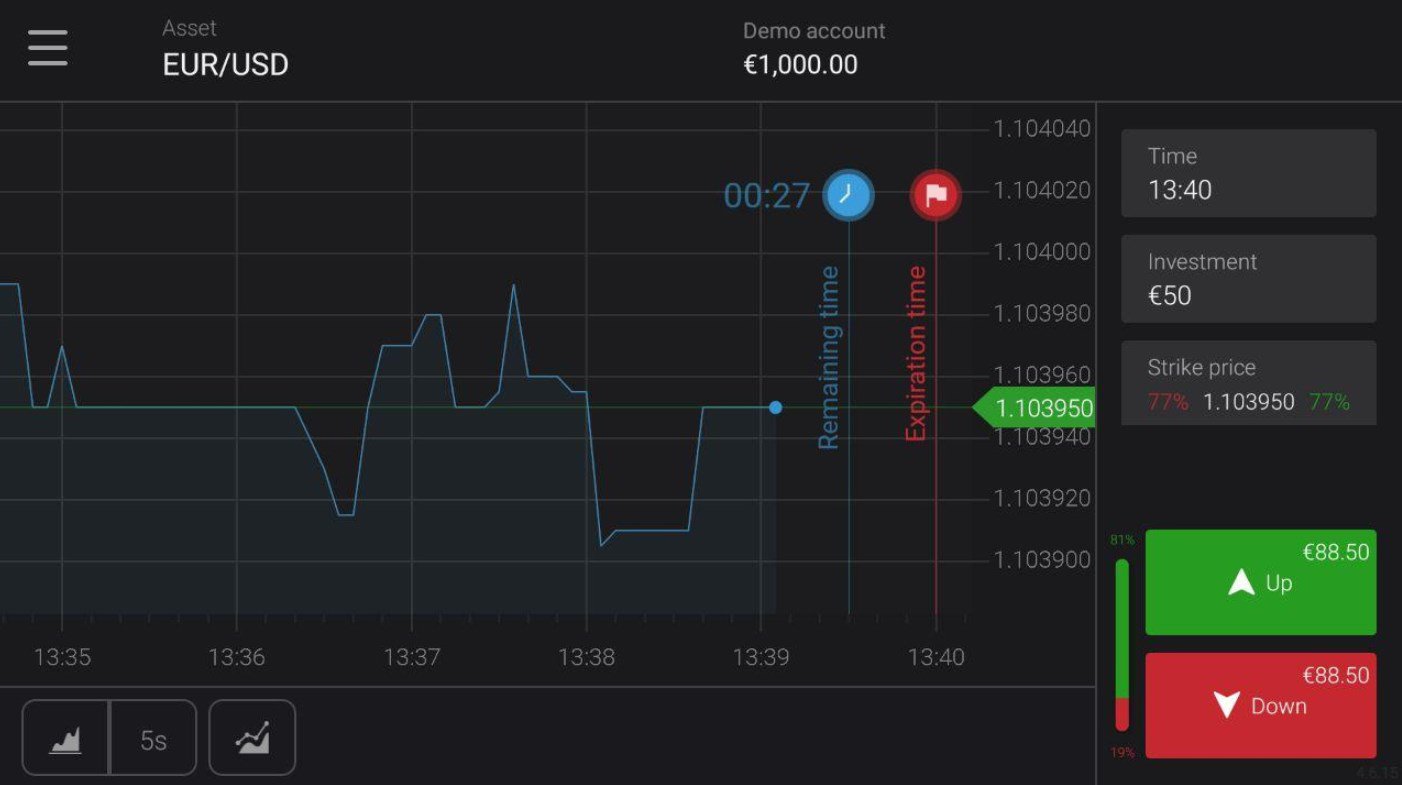 Asset
EUR/USD
Demo account
€1,000.00
1.104040
1.104020
1.104000
1.103980
1.103960
1.103950
1.103940
1.103920
1.103900
00:27
Remaining time
Expiration time
13:35
13:36
13:37
13:38
13:39
13:40
5s
Time
13:40
Investment
€50
Strike price
77% 1.103950 77%
81%
€88.50
Up
€88.50
Down
19%
4.5.15